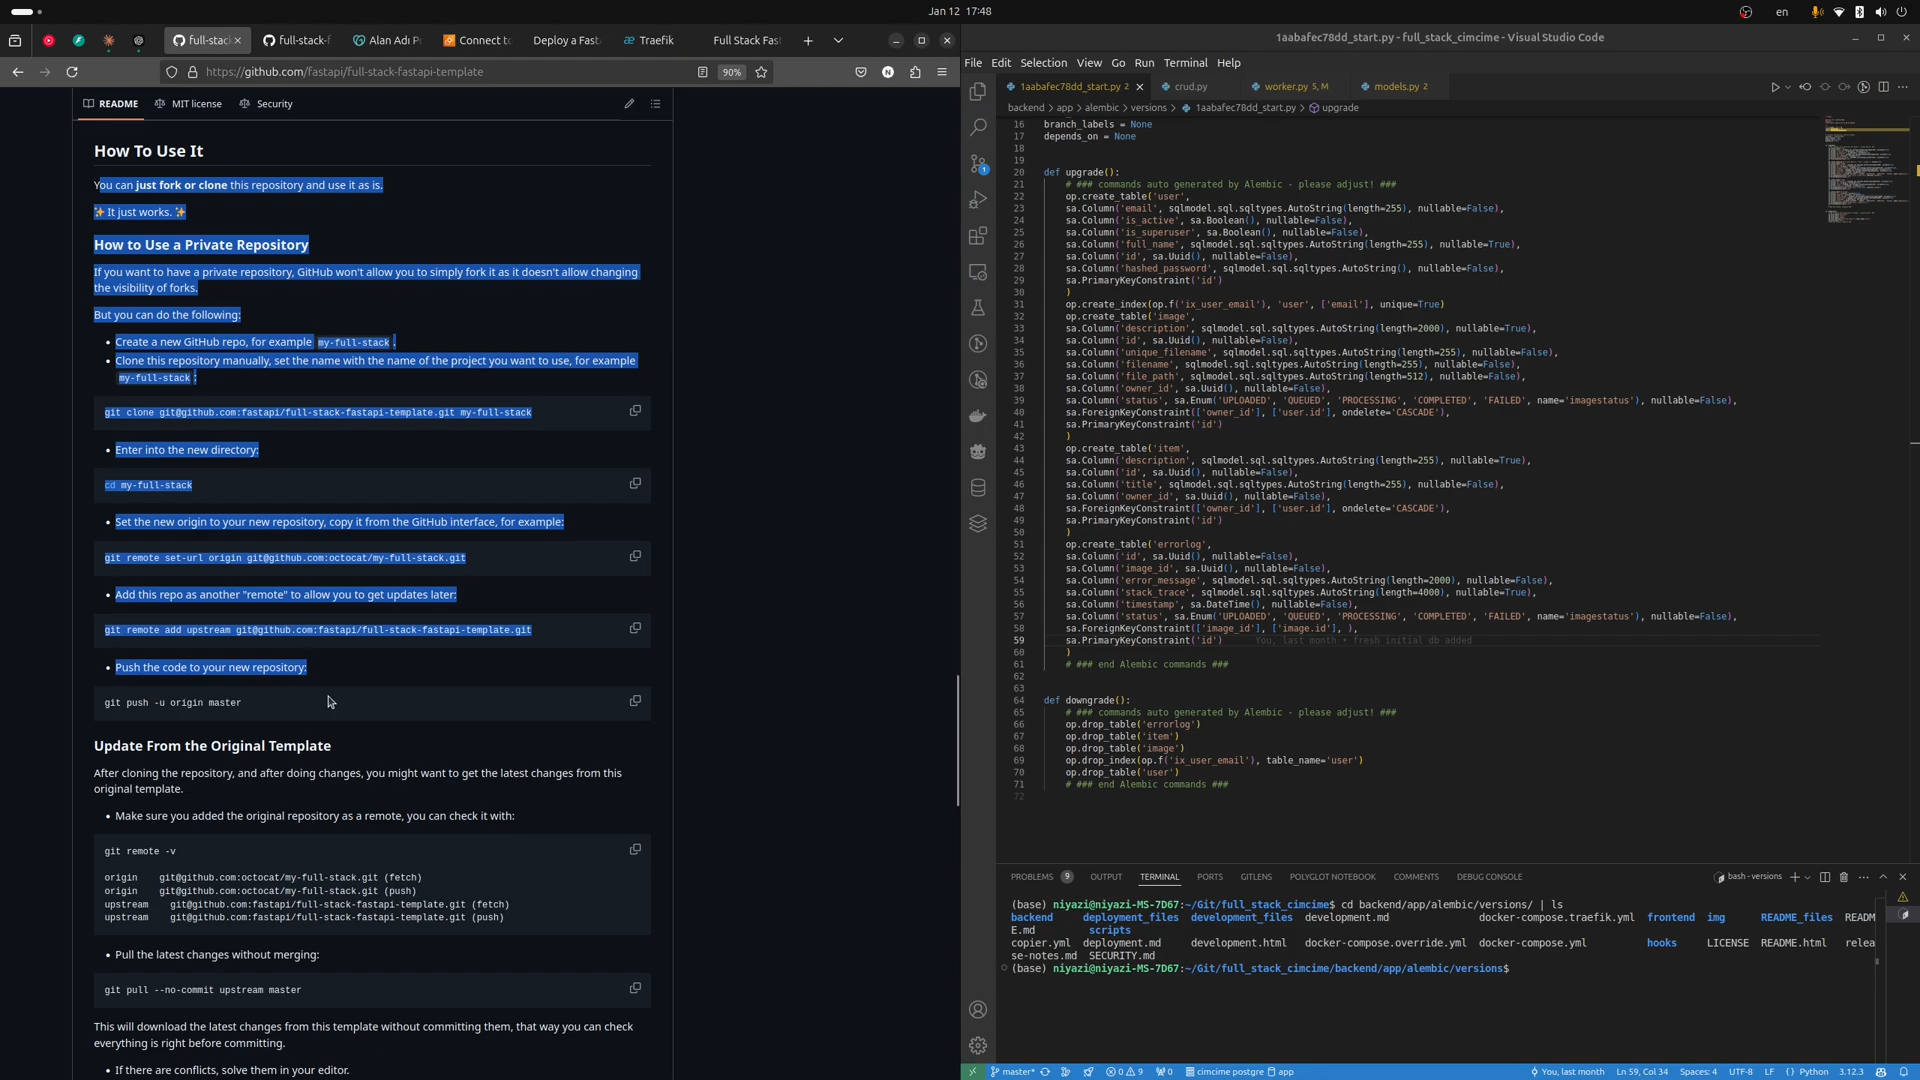 Jan 12 17:48
en
full-stack
full-stack-f
Alan Adı P
Connect to
Deploy a Fast
Traefik
Full Stack Fas
https://github.com/fastapi/full-stack-fastapi-template
90%
N
README
MIT license
Security
How To Use It
You can just fork or clone this repository and use it as is.
✨ It just works. ✨
How to Use a Private Repository
If you want to have a private repository, GitHub won't allow you to simply fork it as it doesn't allow changing
the visibility of forks.
But you can do the following:
• Create a new GitHub repo, for example my-full-stack .
• Clone this repository manually, set the name with the name of the project you want to use, for example
my-full-stack :
git clone git@github.com:fastapi/full-stack-fastapi-template.git my-full-stack
• Enter into the new directory:
cd my-full-stack
• Set the new origin to your new repository, copy it from the GitHub interface, for example:
git remote set-url origin git@github.com:octocat/my-full-stack.git
• Add this repo as another "remote" to allow you to get updates later:
git remote add upstream git@github.com:fastapi/full-stack-fastapi-template.git
• Push the code to your new repository:
git push -u origin master
Update From the Original Template
After cloning the repository, and after doing changes, you might want to get the latest changes from this
original template.
• Make sure you added the original repository as a remote, you can check it with:
git remote -v
origin git@github.com:octocat/my-full-stack.git (fetch)
origin git@github.com:octocat/my-full-stack.git (push)
upstream git@github.com:fastapi/full-stack-fastapi-template.git (fetch)
upstream git@github.com:fastapi/full-stack-fastapi-template.git (push)
• Pull the latest changes without merging:
git pull --no-commit upstream master
This will download the latest changes from this template without committing them, that way you can check
everything is right before committing.
• If there are conflicts, solve them in your editor.
1aabafec78dd_start.py - full_stack_cimcime - Visual Studio Code
File Edit Selection View Go Run Terminal Help
1aabafec78dd_start.py 2
crud.py
worker.py 5, M
models.py 2
backend > app > alembic > versions > 1aabafec78dd_start.py > upgrade
16 branch_labels = None
17 depends_on = None
18
19
20 def upgrade():
21 # ### commands auto generated by Alembic - please adjust! ###
22 op.create_table('user',
23 sa.Column('email', sqlmodel.sql.sqltypes.AutoString(length=255), nullable=False),
24 sa.Column('is_active', sa.Boolean(), nullable=False),
25 sa.Column('is_superuser', sa.Boolean(), nullable=False),
26 sa.Column('full_name', sqlmodel.sql.sqltypes.AutoString(length=255), nullable=True),
27 sa.Column('id', sa.Uuid(), nullable=False),
28 sa.Column('hashed_password', sqlmodel.sql.sqltypes.AutoString(), nullable=False),
29 sa.PrimaryKeyConstraint('id')
30 )
31 op.create_index(op.f('ix_user_email'), 'user', ['email'], unique=True)
32 op.create_table('image',
33 sa.Column('description', sqlmodel.sql.sqltypes.AutoString(length=2000), nullable=True),
34 sa.Column('id', sa.Uuid(), nullable=False),
35 sa.Column('unique_filename', sqlmodel.sql.sqltypes.AutoString(length=255), nullable=False),
36 sa.Column('filename', sqlmodel.sql.sqltypes.AutoString(length=255), nullable=False),
37 sa.Column('file_path', sqlmodel.sql.sqltypes.AutoString(length=512), nullable=False),
38 sa.Column('owner_id', sa.Uuid(), nullable=False),
39 sa.Column('status', sa.Enum('UPLOADED', 'QUEUED', 'PROCESSING', 'COMPLETED', 'FAILED', name='imagestatus'), nullable=False),
40 sa.ForeignKeyConstraint(['owner_id'], ['user.id'], ondelete='CASCADE'),
41 sa.PrimaryKeyConstraint('id')
42 )
43 op.create_table('item',
44 sa.Column('description', sqlmodel.sql.sqltypes.AutoString(length=255), nullable=True),
45 sa.Column('id', sa.Uuid(), nullable=False),
46 sa.Column('title', sqlmodel.sql.sqltypes.AutoString(length=255), nullable=False),
47 sa.Column('owner_id', sa.Uuid(), nullable=False),
48 sa.ForeignKeyConstraint(['owner_id'], ['user.id'], ondelete='CASCADE'),
49 sa.PrimaryKeyConstraint('id')
50 )
51 op.create_table('errorlog',
52 sa.Column('id', sa.Uuid(), nullable=False),
53 sa.Column('image_id', sa.Uuid(), nullable=False),
54 sa.Column('error_message', sqlmodel.sql.sqltypes.AutoString(length=2000), nullable=False),
55 sa.Column('stack_trace', sqlmodel.sql.sqltypes.AutoString(length=4000), nullable=True),
56 sa.Column('timestamp', sa.DateTime(), nullable=False),
57 sa.Column('status', sa.Enum('UPLOADED', 'QUEUED', 'PROCESSING', 'COMPLETED', 'FAILED', name='imagestatus'), nullable=False),
58 sa.ForeignKeyConstraint(['image_id'], ['image.id'], ),
59 sa.PrimaryKeyConstraint('id') You, last month • fresh initial db added
60 )
61 # ### end Alembic commands ###
62
63
64 def downgrade():
65 # ### commands auto generated by Alembic - please adjust! ###
66 op.drop_table('errorlog')
67 op.drop_table('item')
68 op.drop_table('image')
69 op.drop_index(op.f('ix_user_email'), table_name='user')
70 op.drop_table('user')
71 # ### end Alembic commands ###
72
PROBLEMS 9 OUTPUT TERMINAL PORTS GITLENS POLYGLOT NOTEBOOK COMMENTS DEBUG CONSOLE
bash - versions
(base) niyazi@niyazi-MS-7D67:~/Git/full_stack_cimcime$ cd backend/app/alembic/versions/ | ls
backend deployment_files development_files development.md docker-compose.traefik.yml frontend img README_files READM
E.md scripts
copier.yml deployment.md development.html docker-compose.override.yml docker-compose.yml hooks LICENSE README.html relea
se-notes.md SECURITY.md
(base) niyazi@niyazi-MS-7D67:~/Git/full_stack_cimcime/backend/app/alembic/versions$
1
master* 0 9 0 cimcime postgre app
You, last month Ln 59, Col 34 Spaces: 4 UTF-8 LF Python 3.12.3